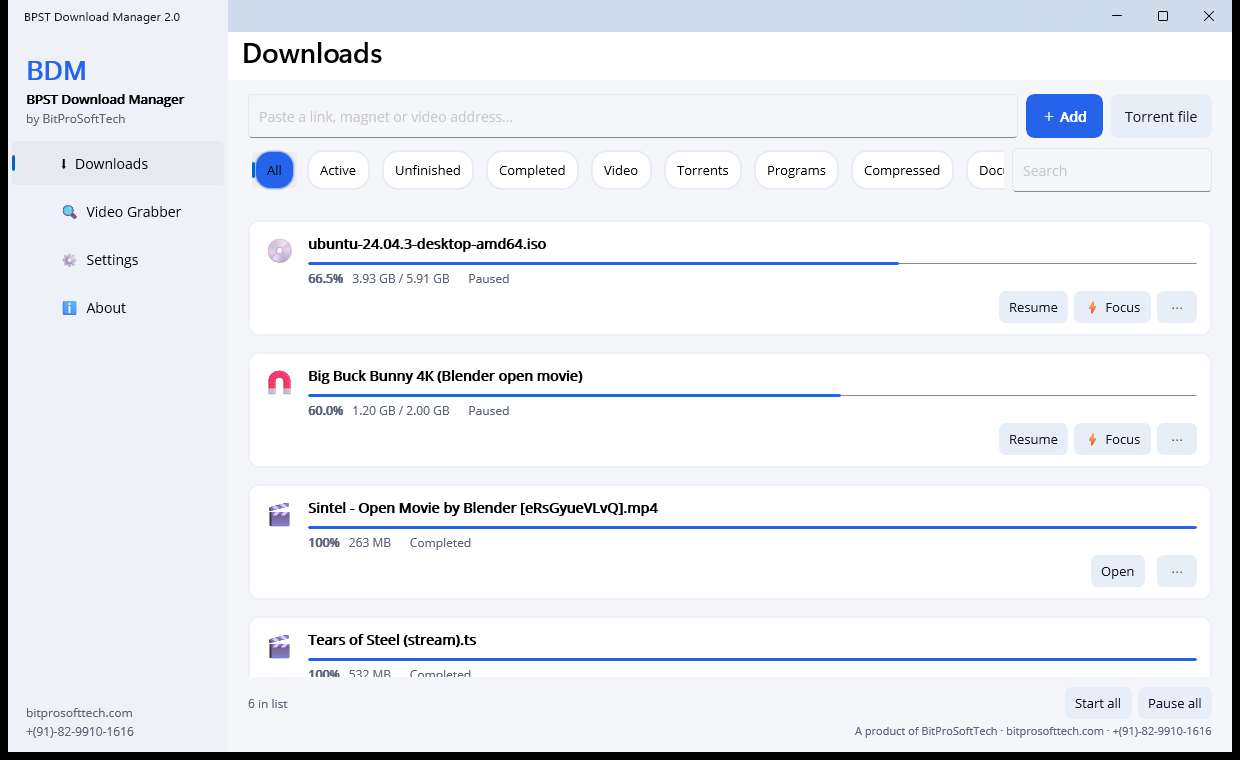 BPST Download Manager 2.0
BDM
BPST Download Manager
by BitProSoftTech
Downloads
Video Grabber
Settings
About
bitprosofttech.com
+(91)-82-9910-1616
Downloads
Paste a link, magnet or video address...
+ Add
Torrent file
All
Active
Unfinished
Completed
Video
Torrents
Programs
Compressed
Search
ubuntu-24.04.3-desktop-amd64.iso
66.5% 3.93 GB / 5.91 GB Paused
Resume
Focus
...
Big Buck Bunny 4K (Blender open movie)
60.0% 1.20 GB / 2.00 GB Paused
Resume
Focus
...
Sintel - Open Movie by Blender [eRsGyueVLvQ].mp4
100% 263 MB Completed
Open
...
Tears of Steel (stream).ts
100% 532 MB Completed
6 in list
Start all
Pause all
A product of BitProSoftTech · bitprosofttech.com · +(91)-82-9910-1616